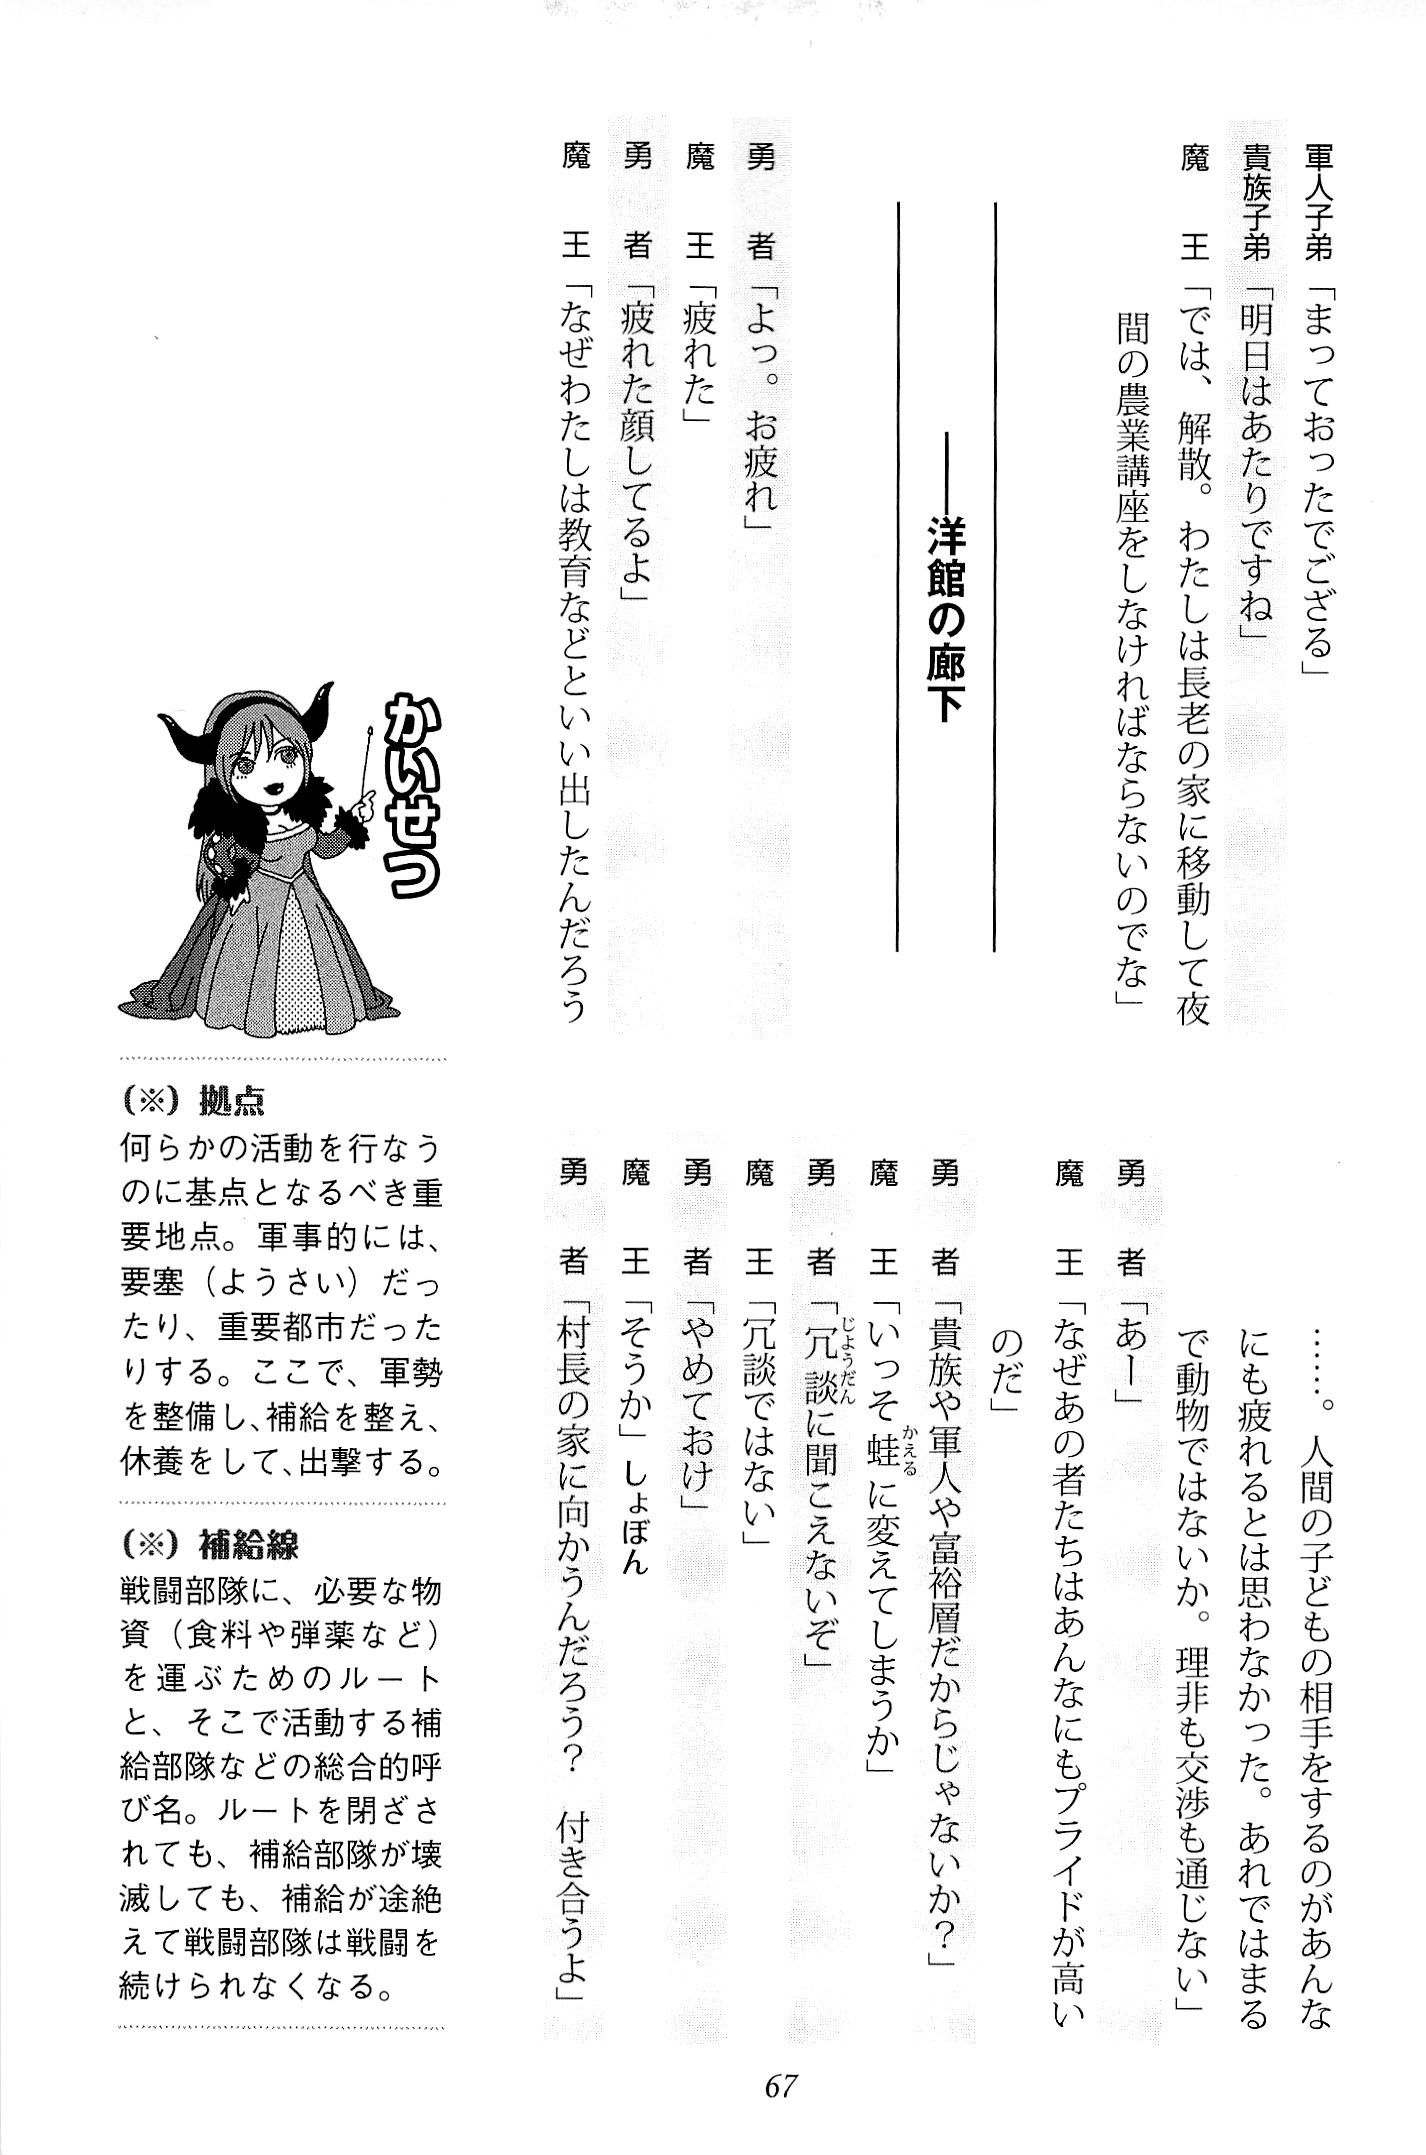 軍人子弟「まっておったでござる」
貴族子弟「明日はあたりですね」
魔王「では、解散。わたしは長老の家に移動して夜
間の農業講座をしなければならないのでな」
――洋館の廊下
勇者「よっ。お疲れ」
魔王「疲れた」
勇者「疲れた顔してるよ」
魔王「なぜわたしは教育などといい出したんだろう
……。人間の子どもの相手をするのがあんな
にも疲れるとは思わなかった。あれではまる
で動物ではないか。理非も交渉も通じない」
勇者「あー」
魔王「なぜあの者たちはあんなにもプライドが高い
のだ」
勇者「貴族や軍人や富裕層だからじゃないか？」
魔王「いっそ蛙に変えてしまうか」
かえる
勇者「冗談に聞こえないぞ」
じょうだん
魔王「冗談ではない」
勇者「やめておけ」
魔王「そうか」しょぼん
勇者「村長の家に向かうんだろう？　付き合うよ」
かいせつ
（※）拠点
何らかの活動を行なう
のに基点となるべき重
要地点。軍事的には、
要塞（ようさい）だっ
たり、重要都市だった
りする。ここで、軍勢
を整備し、補給を整え、
休養をして、出撃する。
（※）補給線
戦闘部隊に、必要な物
資（食料や弾薬など）
を運ぶためのルート
と、そこで活動する補
給部隊などの総合的呼
び名。ルートを閉ざさ
れても、補給部隊が壊
滅しても、補給が途絶
えて戦闘部隊は戦闘を
続けられなくなる。
67